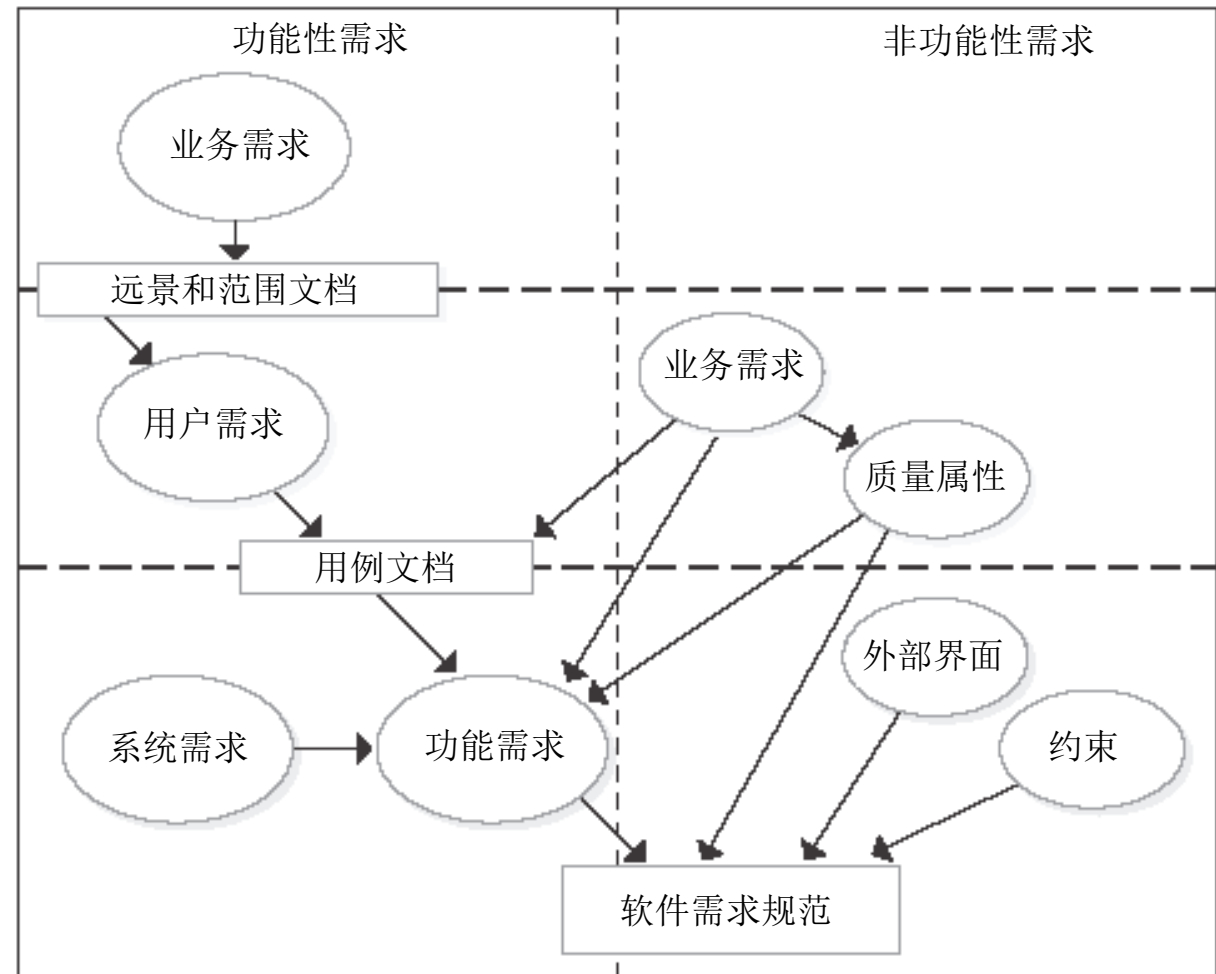 功能性需求
非功能性需求
业务需求
远景和范围文档
业务需求
用户需求
质量属性
用例文档
外部界面
系统需求
功能需求
约束
软件需求规范